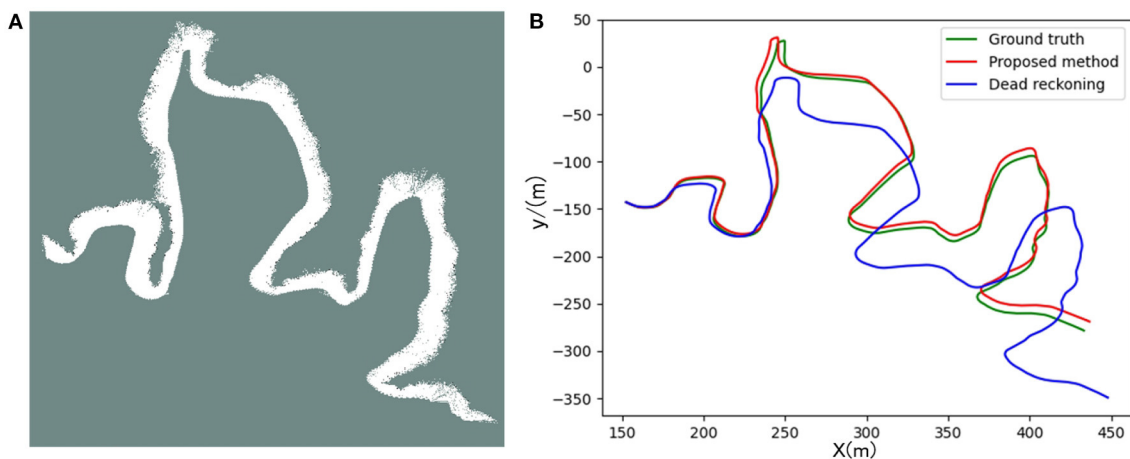 A
B
Ground truth
Proposed method
Dead reckoning
50
0
−50
−100
−150
−200
−250
−300
−350
y/(m)
150 200 250 300 350 400 450
X(m)